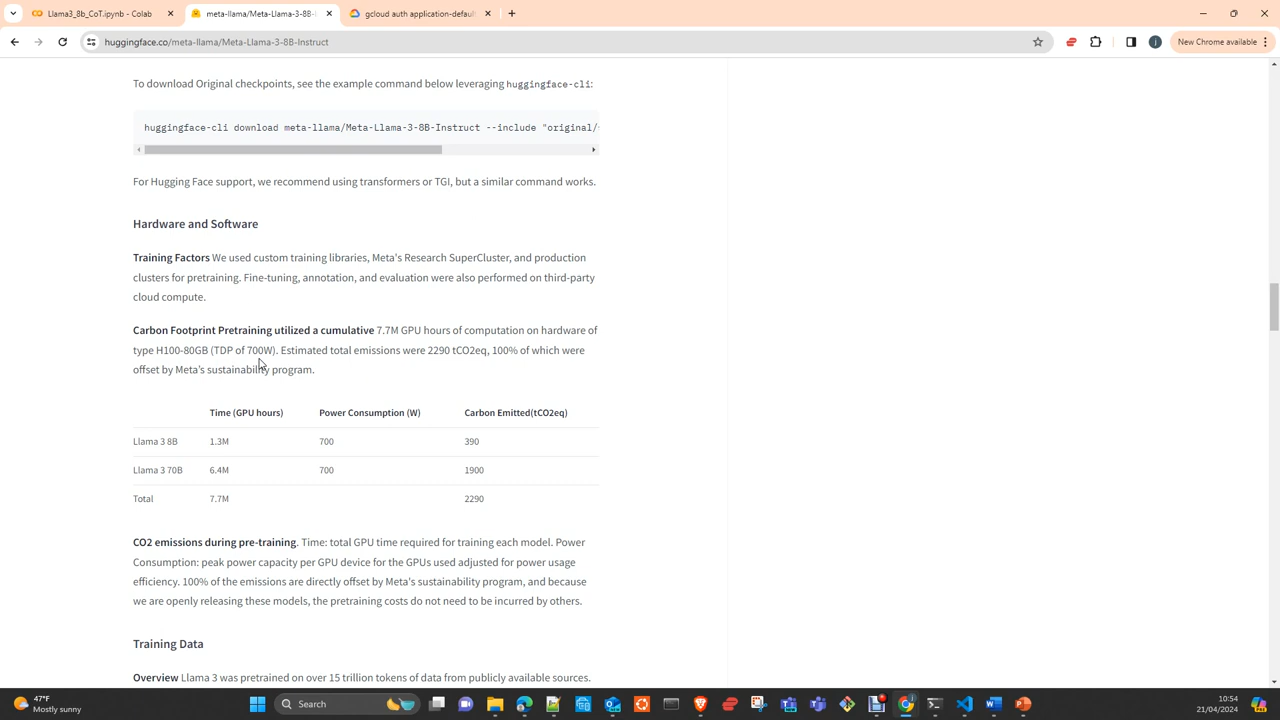 Llama3_8b_CoT.ipynb - Colab
meta-llama/Meta-Llama-3-8B-I
gcloud auth application-defaul
huggingface.co/meta-llama/Meta-Llama-3-8B-Instruct
New Chrome available
To download Original checkpoints, see the example command below leveraging huggingface-cli:
huggingface-cli download meta-llama/Meta-Llama-3-8B-Instruct --include "original/
For Hugging Face support, we recommend using transformers or TGI, but a similar command works.
Hardware and Software
Training Factors We used custom training libraries, Meta's Research SuperCluster, and production
clusters for pretraining. Fine-tuning, annotation, and evaluation were also performed on third-party
cloud compute.
Carbon Footprint Pretraining utilized a cumulative 7.7M GPU hours of computation on hardware of
type H100-80GB (TDP of 700W). Estimated total emissions were 2290 tCO2eq, 100% of which were
offset by Meta's sustainability program.
Time (GPU hours) Power Consumption (W) Carbon Emitted(tCO2eq)
Llama 3 8B 1.3M 700 390
Llama 3 70B 6.4M 700 1900
Total 7.7M 2290
CO2 emissions during pre-training. Time: total GPU time required for training each model. Power
Consumption: peak power capacity per GPU device for the GPUs used adjusted for power usage
efficiency. 100% of the emissions are directly offset by Meta's sustainability program, and because
we are openly releasing these models, the pretraining costs do not need to be incurred by others.
Training Data
Overview Llama 3 was pretrained on over 15 trillion tokens of data from publicly available sources.
47°F
Mostly sunny
Search
10:54
21/04/2024